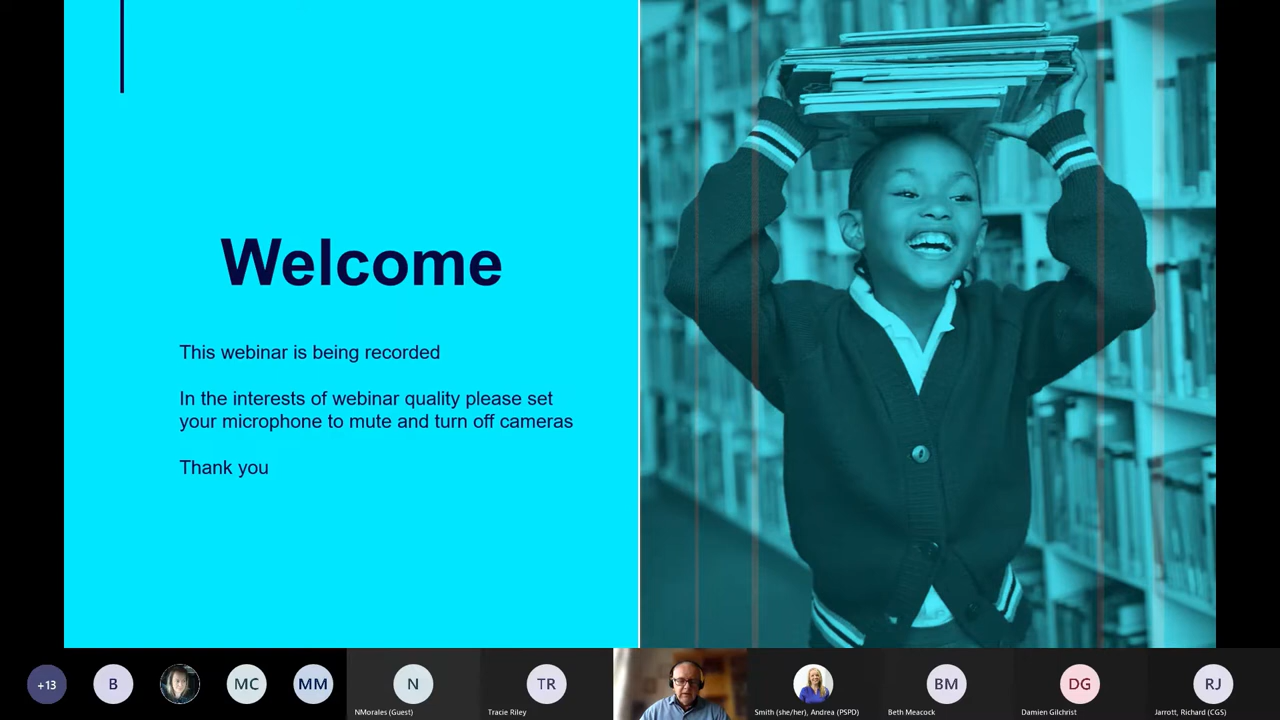 Welcome
This webinar is being recorded
In the interests of webinar quality please set
your microphone to mute and turn off cameras
Thank you
+13
B
MC
MM
N
TR
BM
DG
RJ
NMorales (Guest)
Tracie Riley
Smith (she/her), Andrea (PSPD)
Beth Meacock
Damien Gilchrist
Jarrott, Richard (CGS)